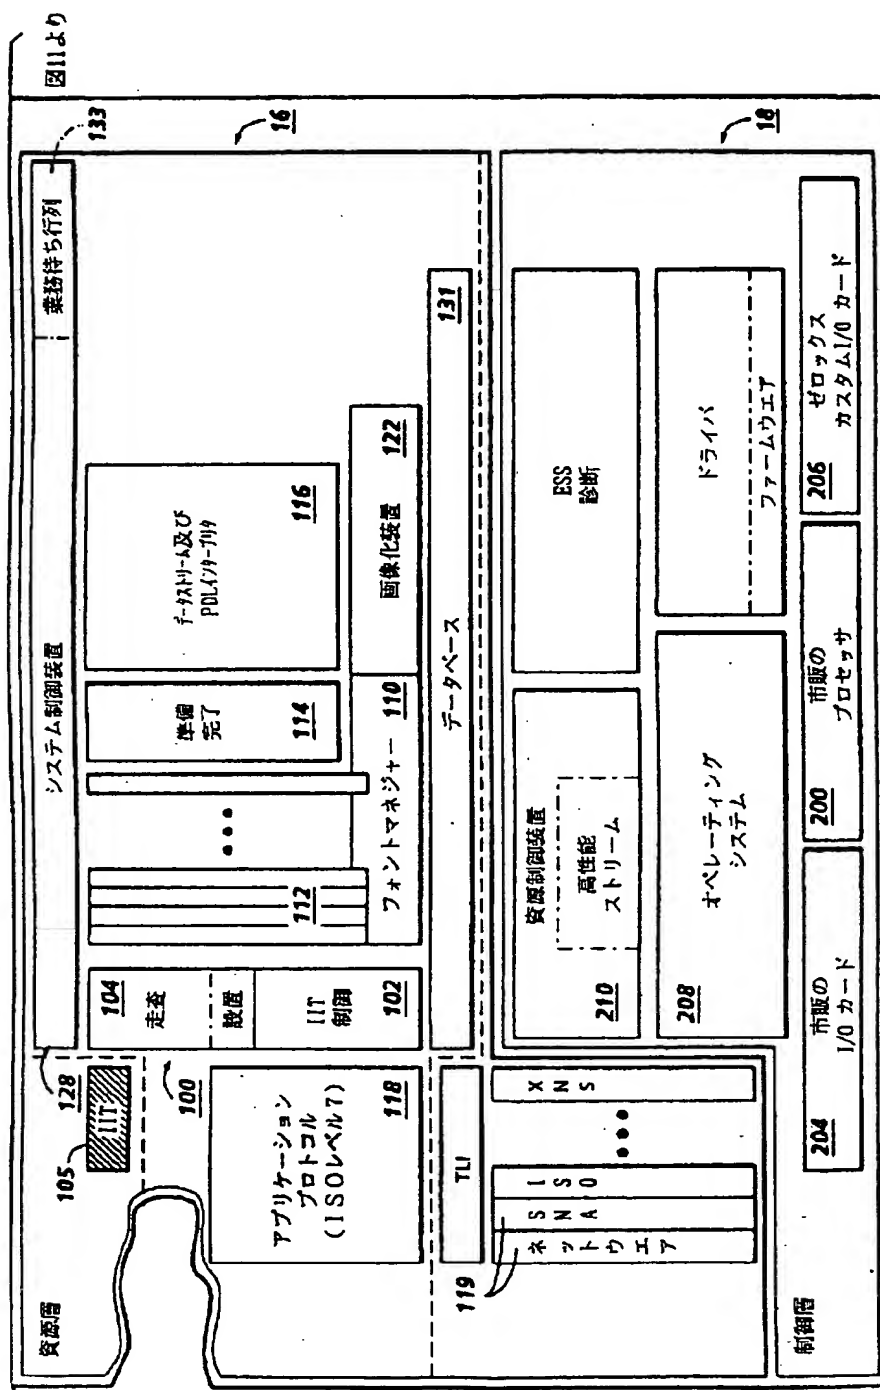 図11より
資源層
105
IIT
128
システム制御装置
業務待ち行列
133
16
100
104
走査
設置
IIT
制御
102
112
準備
完了
114
データストリーム及び
PDLインタープリタ
116
フォントマネジャー
110
画像化装置
122
アプリケーション
プロトコル
(ISOレベル7)
118
データベース
131
TLI
119
ネットウエア
SNA
ISO
XNS
18
資源制御装置
高性能
ストリーム
210
ESS
診断
208
オペレーティング
システム
ドライバ
ファームウエア
制御層
204
市販の
I/O カード
200
市販の
プロセッサ
206
ゼロックス
カスタムI/O カード